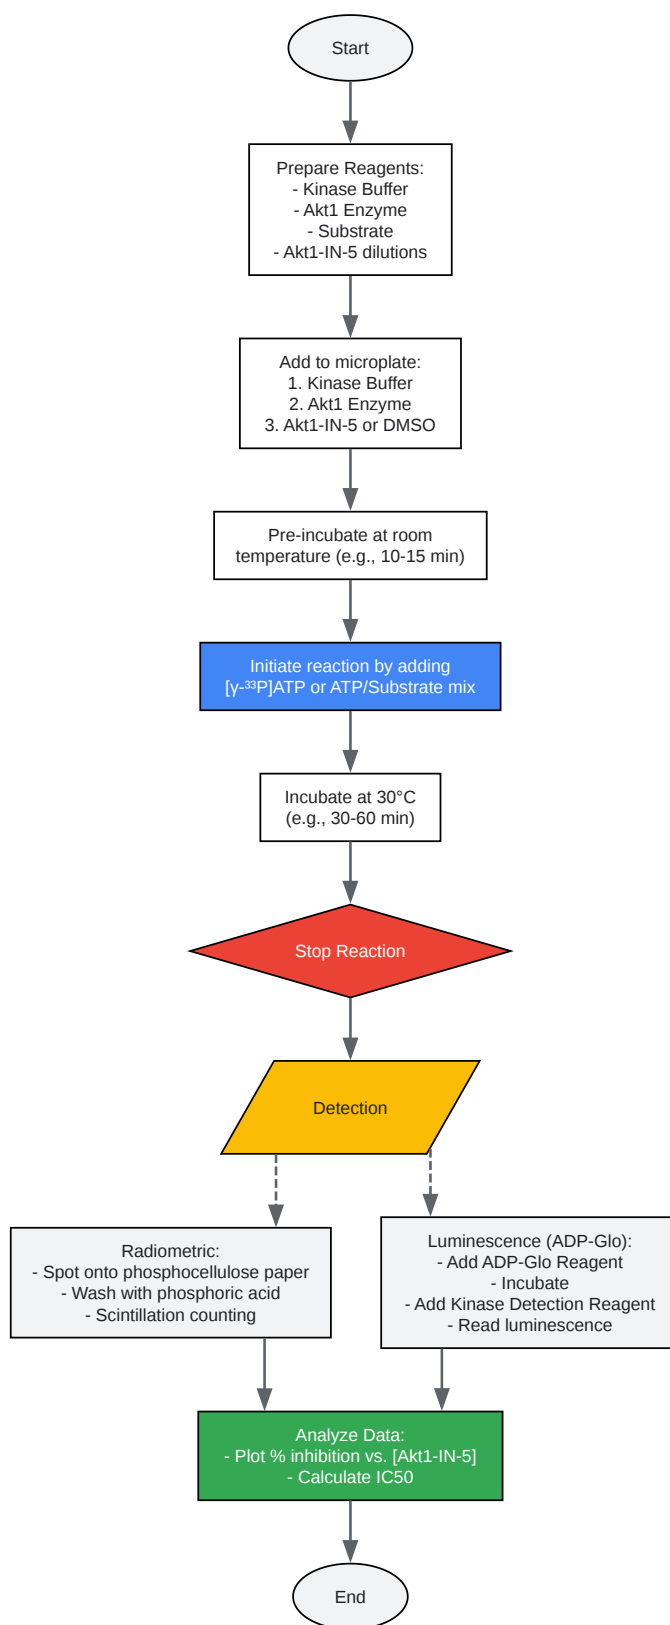 Start
Prepare Reagents:
- Kinase Buffer
- Akt1 Enzyme
- Substrate
- Akt1-IN-5 dilutions
Add to microplate:
1. Kinase Buffer
2. Akt1 Enzyme
3. Akt1-IN-5 or DMSO
Pre-incubate at room
temperature (e.g., 10-15 min)
Initiate reaction by adding
[γ-³³P]ATP or ATP/Substrate mix
Incubate at 30°C
(e.g., 30-60 min)
Stop Reaction
Detection
Radiometric:
- Spot onto phosphocellulose paper
- Wash with phosphoric acid
- Scintillation counting
Luminescence (ADP-Glo):
- Add ADP-Glo Reagent
- Incubate
- Add Kinase Detection Reagent
- Read luminescence
Analyze Data:
- Plot % inhibition vs. [Akt1-IN-5]
- Calculate IC50
End